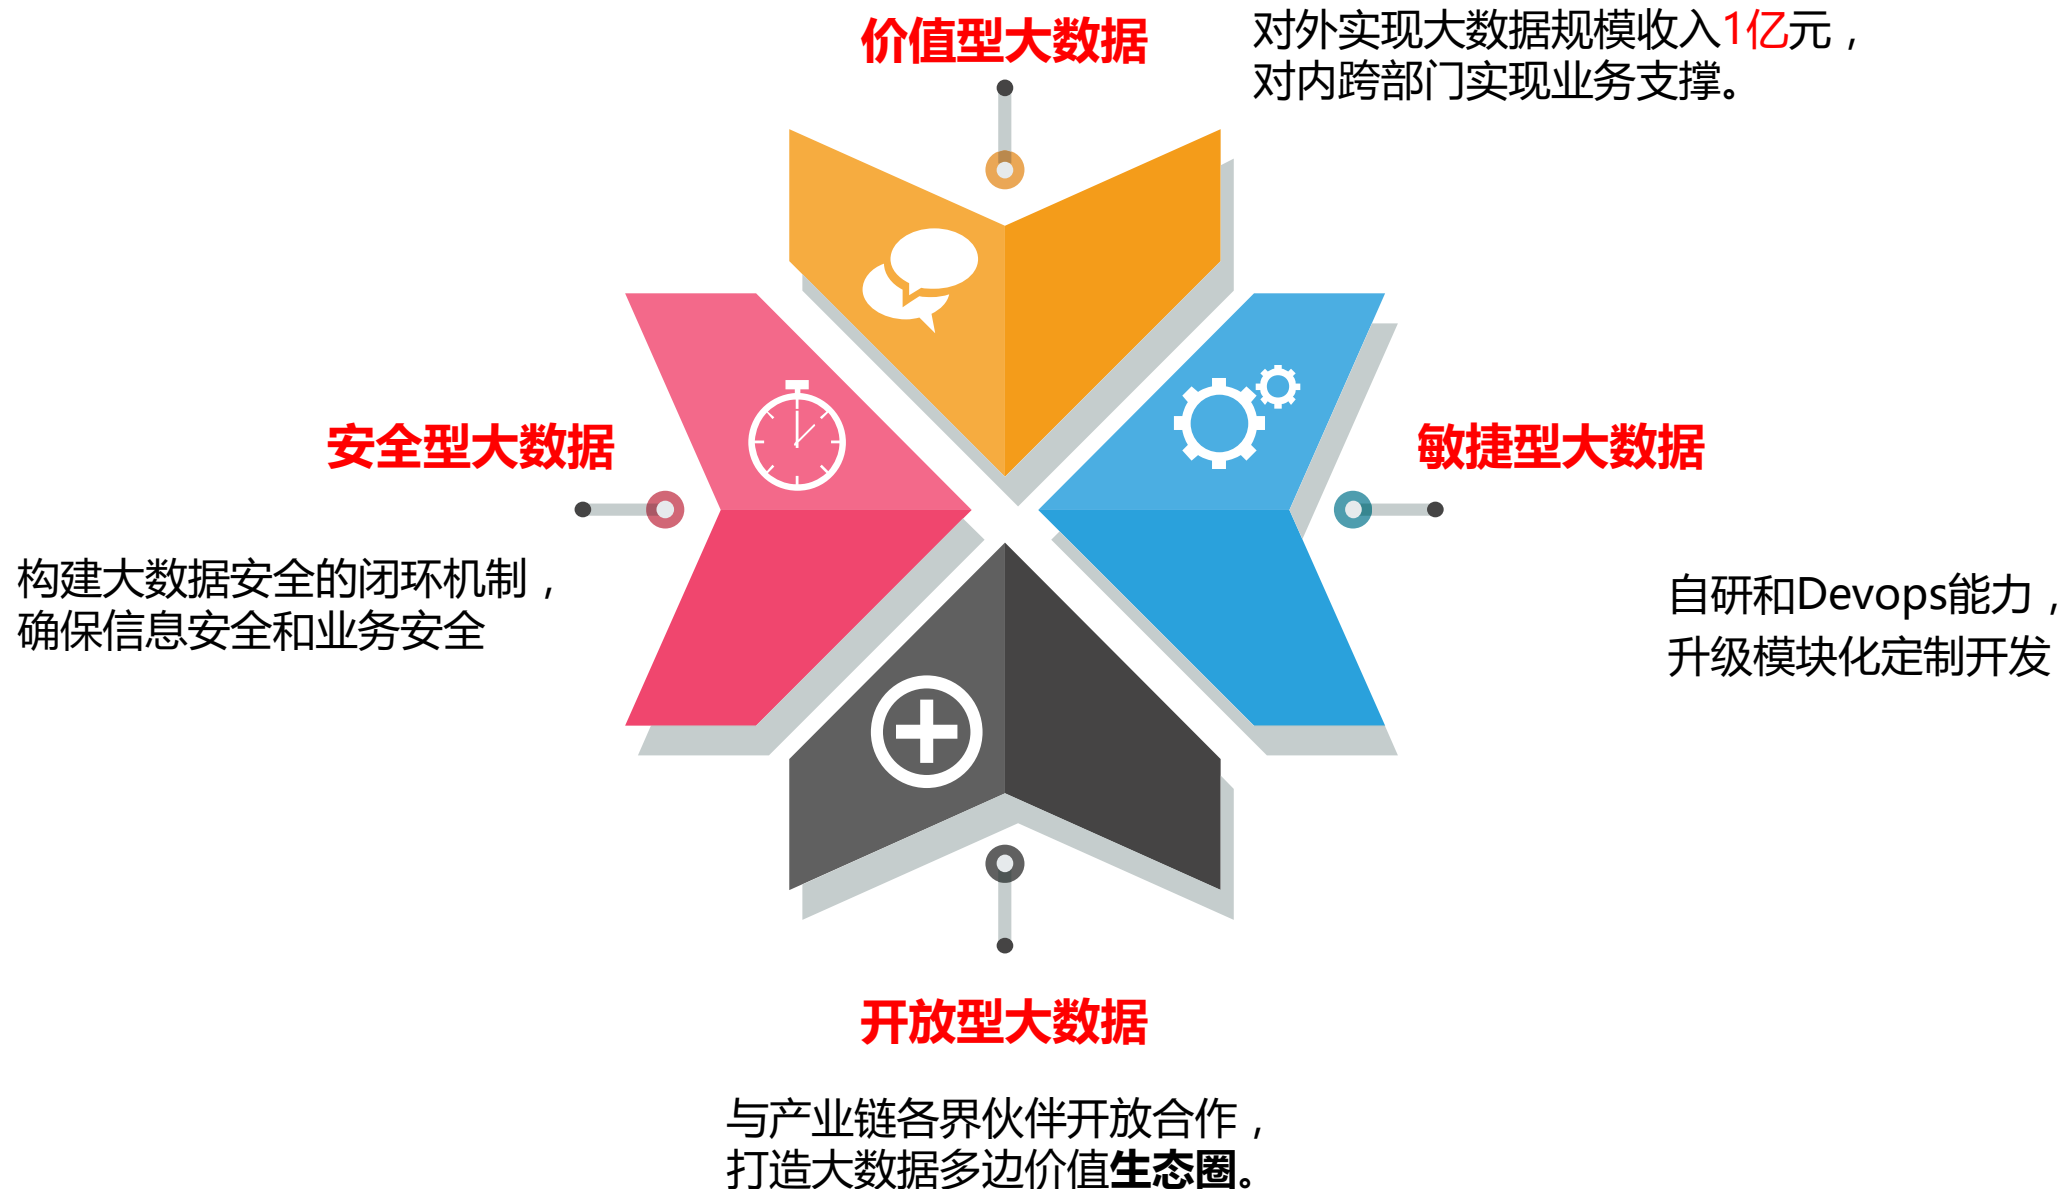 价值型大数据
对外实现大数据规模收入1亿元，
对内跨部门实现业务支撑。
安全型大数据
构建大数据安全的闭环机制，
确保信息安全和业务安全
敏捷型大数据
自研和Devops能力，
升级模块化定制开发
开放型大数据
与产业链各界伙伴开放合作，
打造大数据多边价值生态圈。